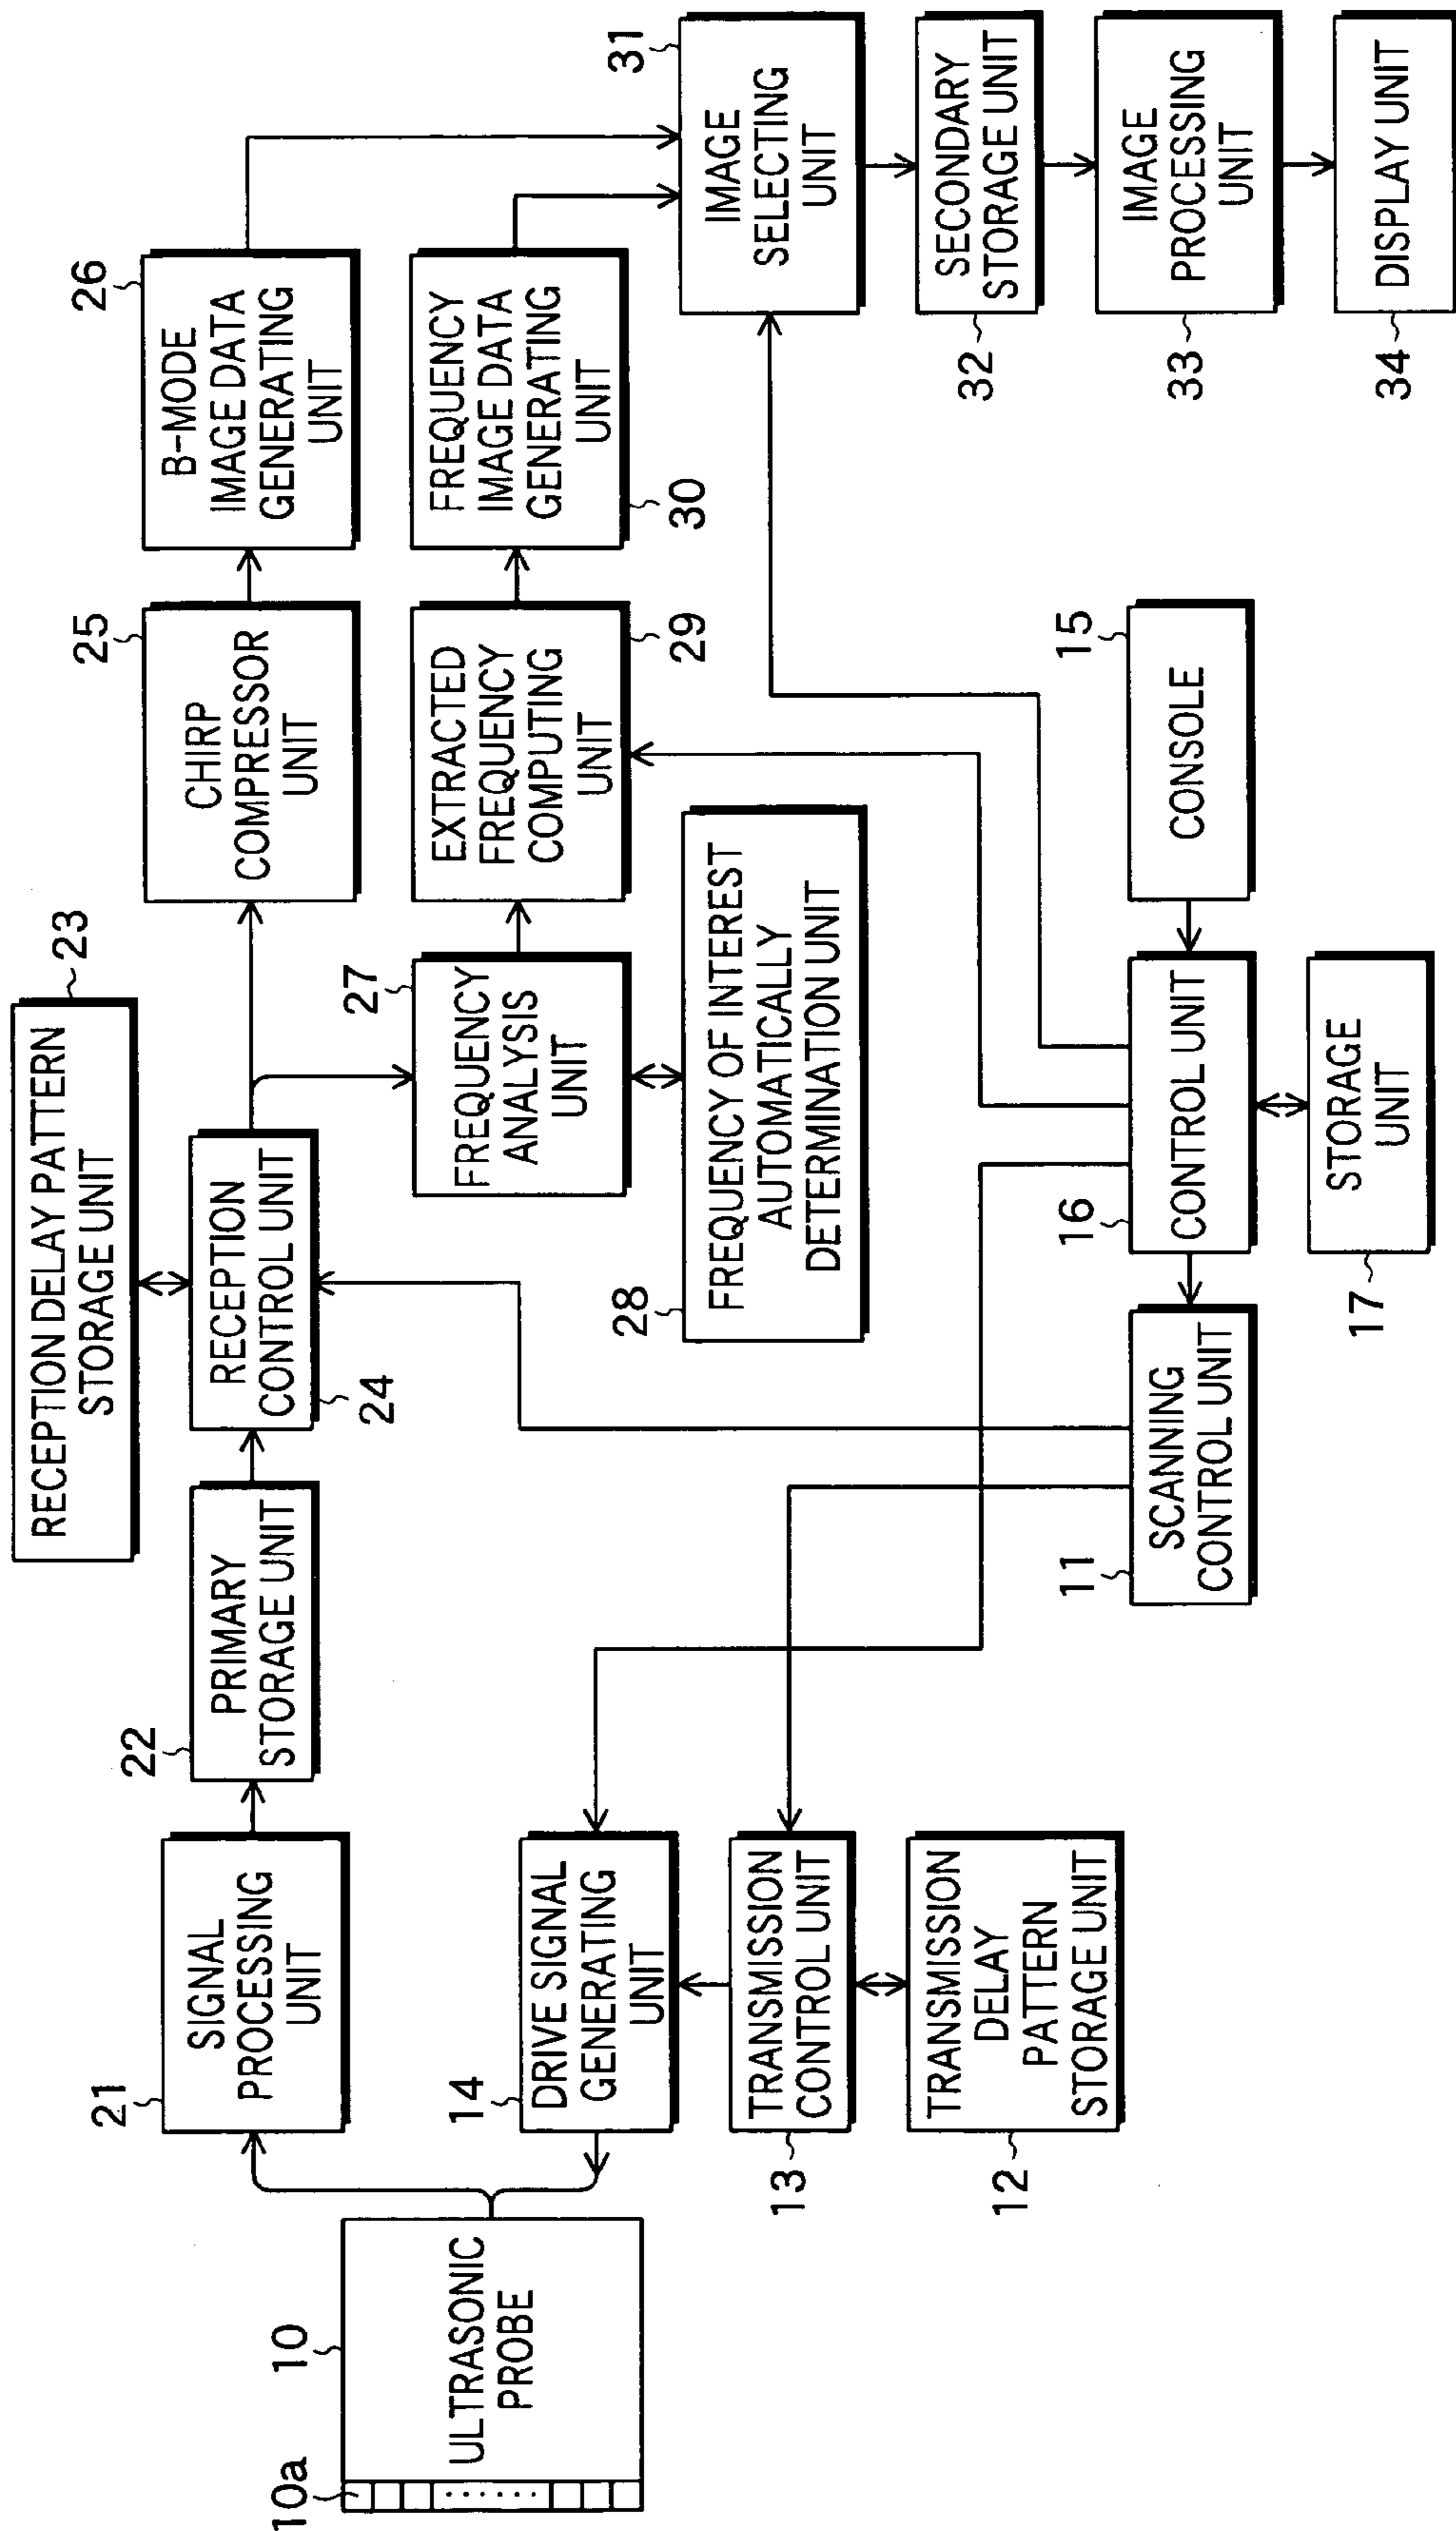 23
RECEPTION DELAY PATTERN
STORAGE UNIT
21
SIGNAL
PROCESSING
UNIT
22
PRIMARY
STORAGE UNIT
24
RECEPTION
CONTROL UNIT
25
CHIRP
COMPRESSOR
UNIT
26
B-MODE
IMAGE DATA
GENERATING
UNIT
10
10a
ULTRASONIC
PROBE
14
DRIVE SIGNAL
GENERATING
UNIT
27
FREQUENCY
ANALYSIS
UNIT
29
EXTRACTED
FREQUENCY
COMPUTING
UNIT
30
FREQUENCY
IMAGE DATA
GENERATING
UNIT
13
TRANSMISSION
CONTROL UNIT
28
FREQUENCY OF INTEREST
AUTOMATICALLY
DETERMINATION UNIT
31
IMAGE
SELECTING
UNIT
12
TRANSMISSION
DELAY
PATTERN
STORAGE UNIT
32
SECONDARY
STORAGE UNIT
11
SCANNING
CONTROL UNIT
16
CONTROL UNIT
15
CONSOLE
33
IMAGE
PROCESSING
UNIT
17
STORAGE
UNIT
34
DISPLAY UNIT